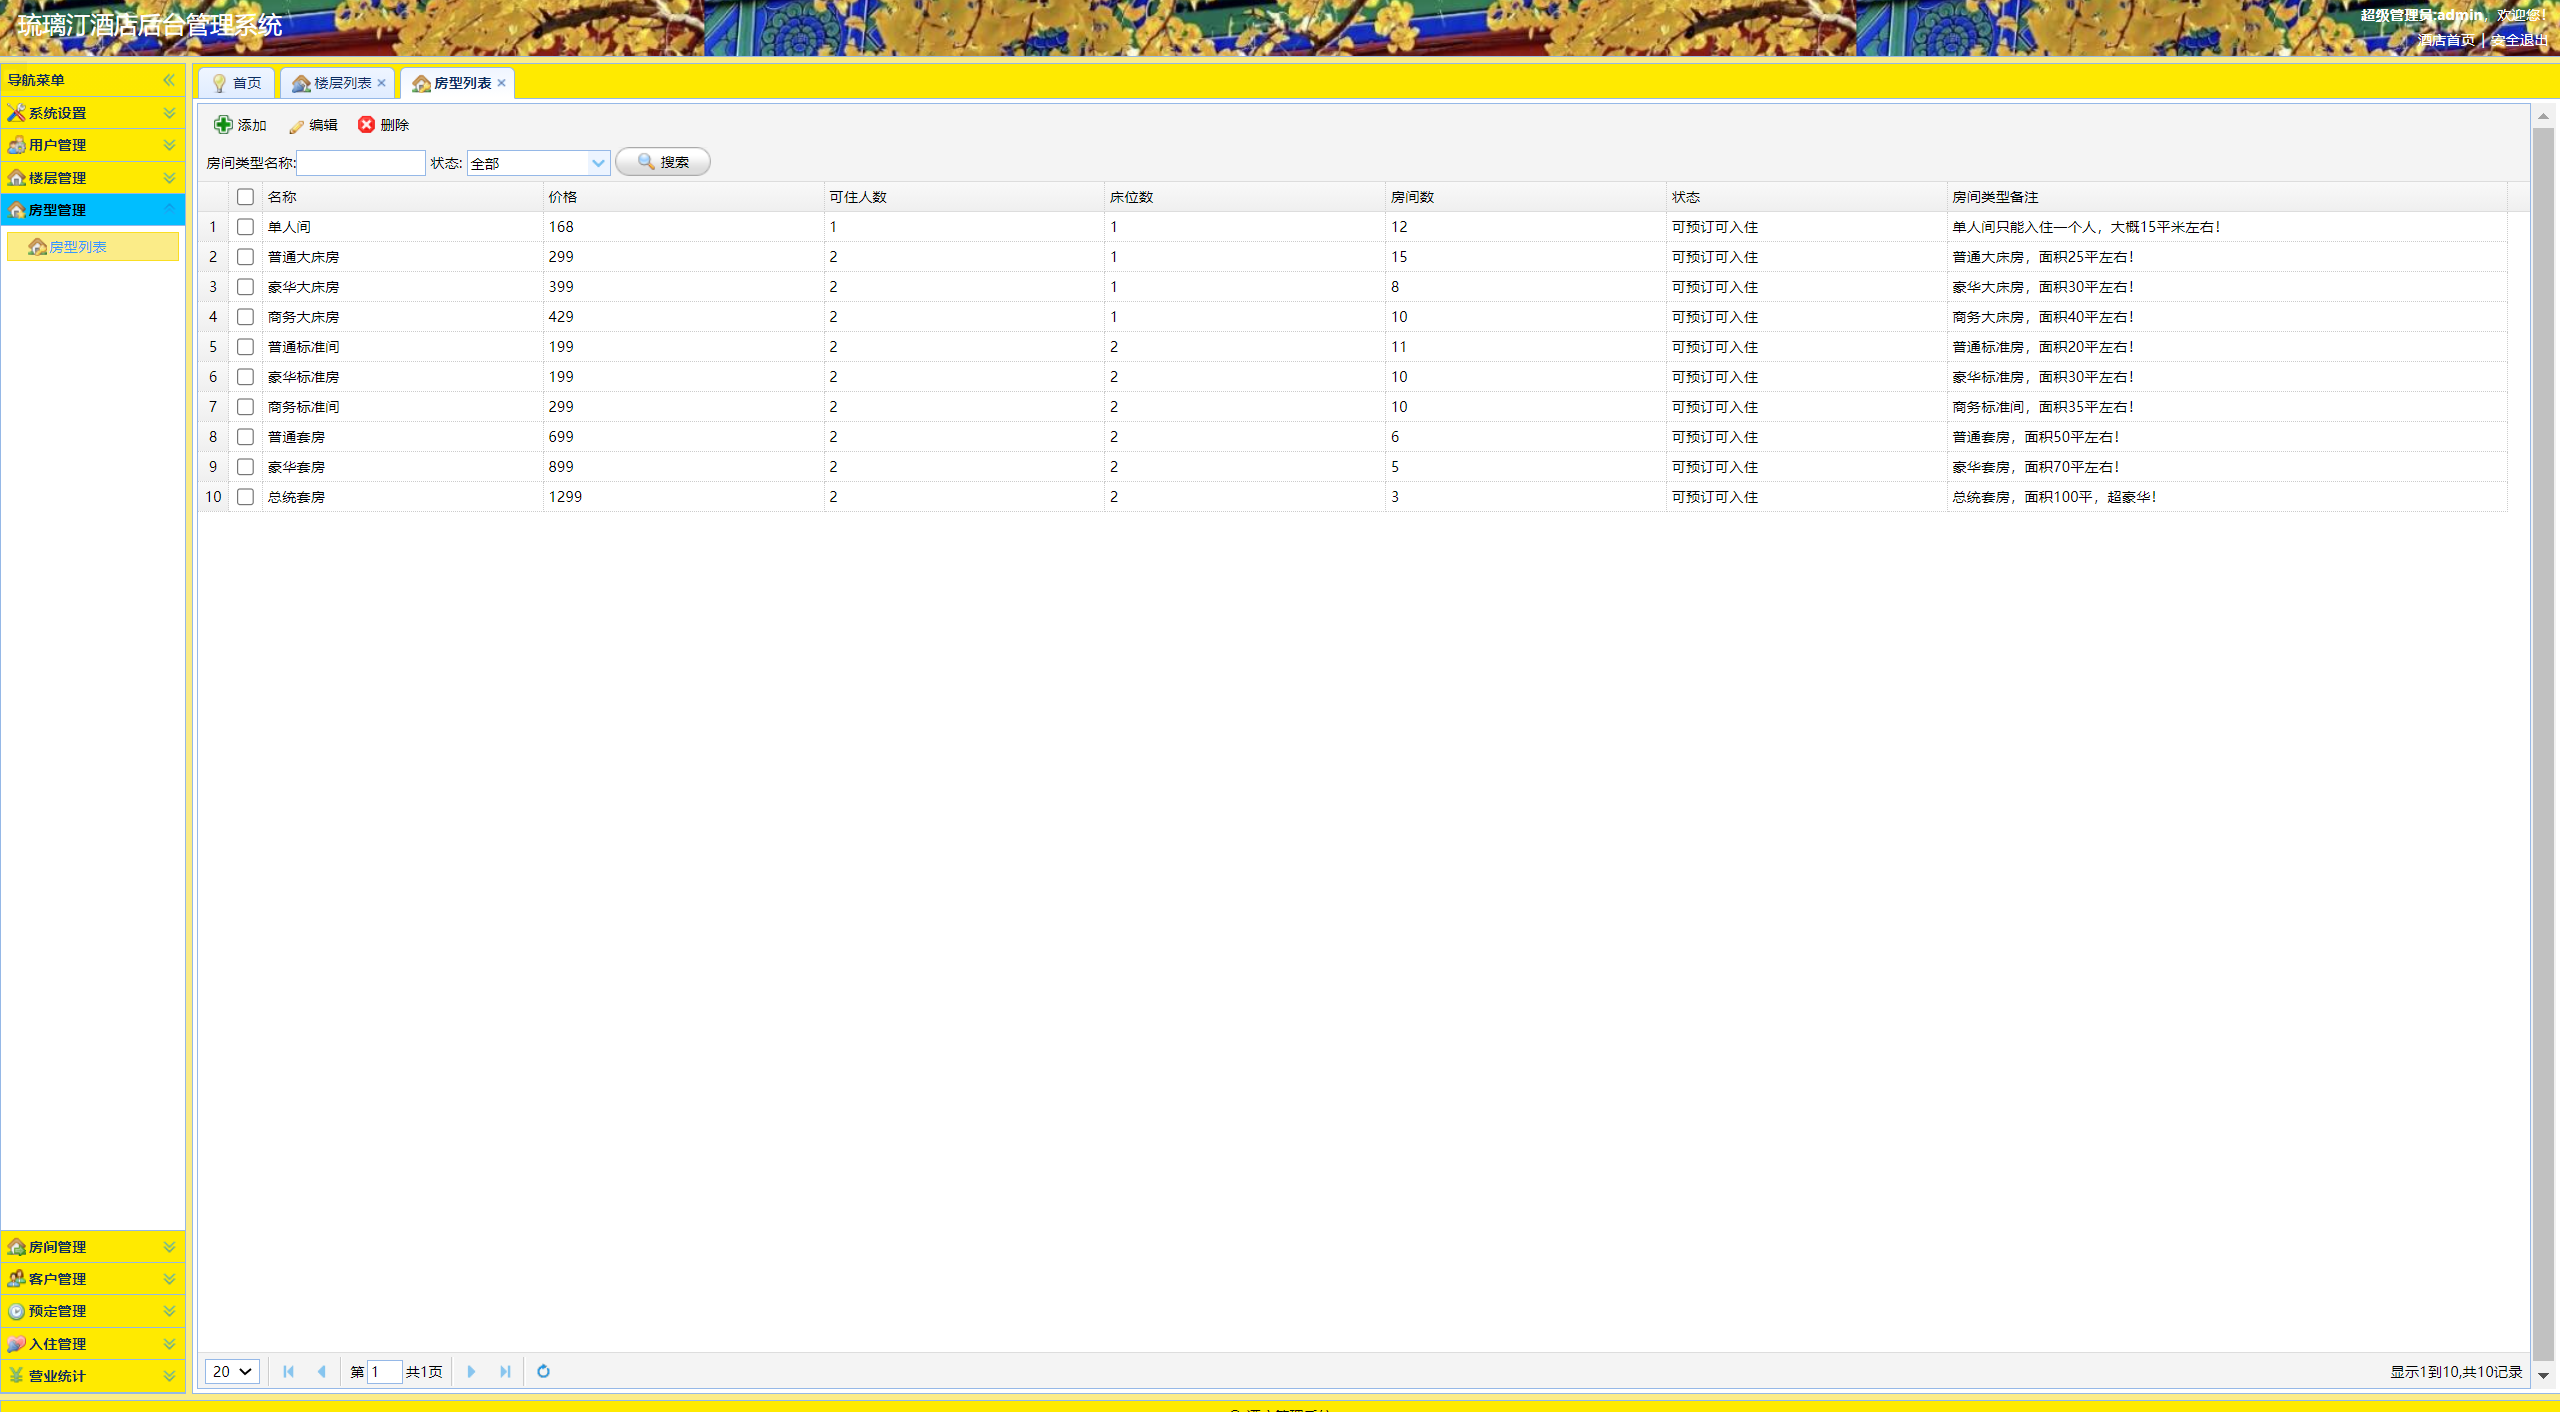 琉璃汀酒店后台管理系统
超级管理员:admin，欢迎您！
酒店首页 | 安全退出
导航菜单
系统设置
用户管理
楼层管理
房型管理
房型列表
房间管理
客户管理
预定管理
入住管理
营业统计
首页 楼层列表 房型列表
添加 编辑 删除
房间类型名称: 状态: 全部 搜索
名称 价格 可住人数 床位数 房间数 状态 房间类型备注
1 单人间 168 1 1 12 可预订可入住 单人间只能入住一个人，大概15平米左右！
2 普通大床房 299 2 1 15 可预订可入住 普通大床房，面积25平左右！
3 豪华大床房 399 2 1 8 可预订可入住 豪华大床房，面积30平左右！
4 商务大床房 429 2 1 10 可预订可入住 商务大床房，面积40平左右！
5 普通标准间 199 2 2 11 可预订可入住 普通标准房，面积20平左右！
6 豪华标准房 199 2 2 10 可预订可入住 豪华标准房，面积30平左右！
7 商务标准间 299 2 2 10 可预订可入住 商务标准间，面积35平左右！
8 普通套房 699 2 2 6 可预订可入住 普通套房，面积50平左右！
9 豪华套房 899 2 2 5 可预订可入住 豪华套房，面积70平左右！
10 总统套房 1299 2 2 3 可预订可入住 总统套房，面积100平，超豪华！
20 第 1 共1页 显示1到10,共10记录